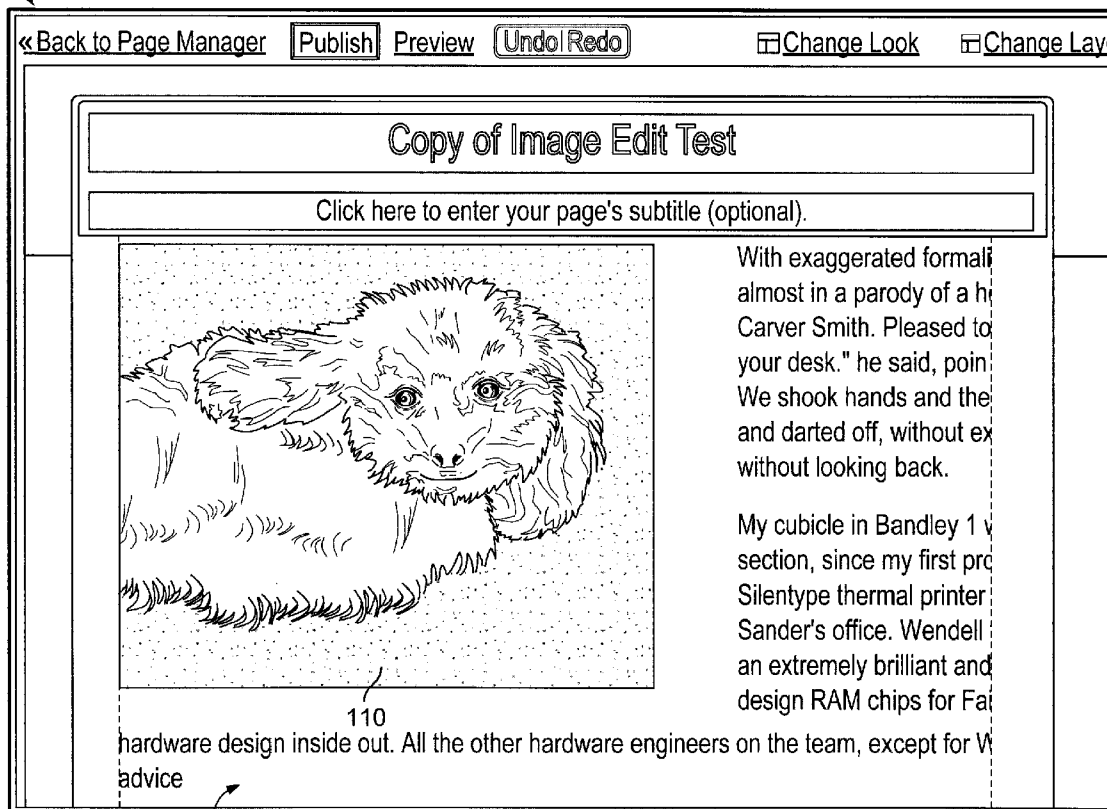 «Back to Page Manager Publish Preview Undo Redo Change Look Change Lay
Copy of Image Edit Test
Click here to enter your page's subtitle (optional).
With exaggerated formali
almost in a parody of a h
Carver Smith. Pleased to
your desk." he said, poin
We shook hands and the
and darted off, without ex
without looking back.
My cubicle in Bandley 1 v
section, since my first pro
Silentype thermal printer
Sander's office. Wendell
an extremely brilliant and
design RAM chips for Fai
110
hardware design inside out. All the other hardware engineers on the team, except for W
advice